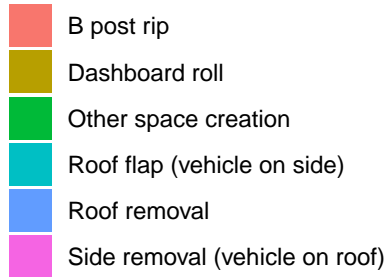 B post rip
Dashboard roll
Other space creation
Roof flap (vehicle on side)
Roof removal
Side removal (vehicle on roof)